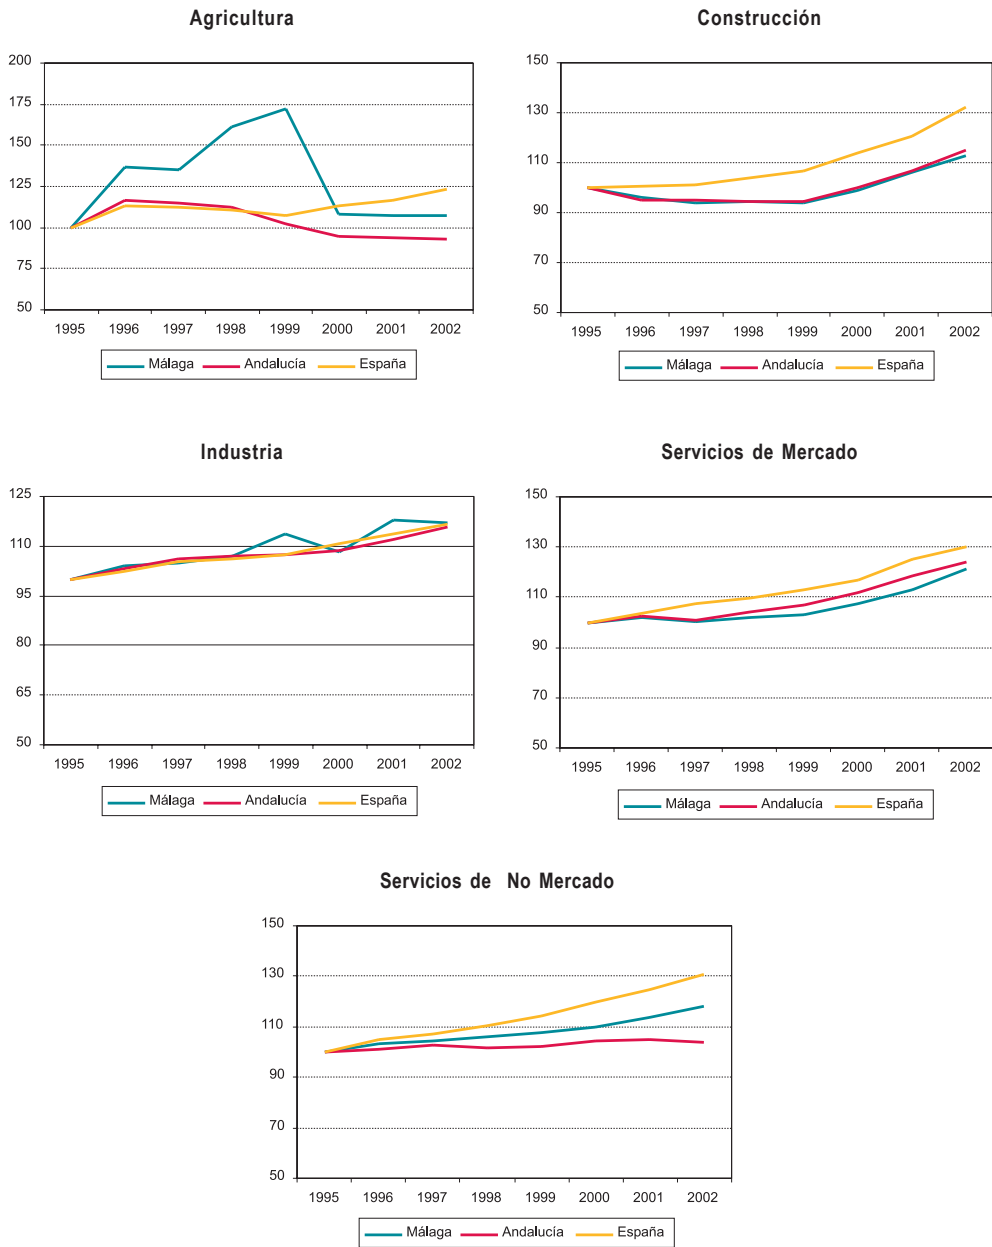 Agricultura
200
175
150
125
100
75
50
1995 1996 1997 1998 1999 2000 2001 2002
Málaga Andalucía España
Construcción
150
130
110
90
70
50
1995 1996 1997 1998 1999 2000 2001 2002
Málaga Andalucía España
Industria
125
110
95
80
65
50
1995 1996 1997 1998 1999 2000 2001 2002
Málaga Andalucía España
Servicios de Mercado
150
130
110
90
70
50
1995 1996 1997 1998 1999 2000 2001 2002
Málaga Andalucía España
Servicios de No Mercado
150
130
110
90
70
50
1995 1996 1997 1998 1999 2000 2001 2002
Málaga Andalucía España